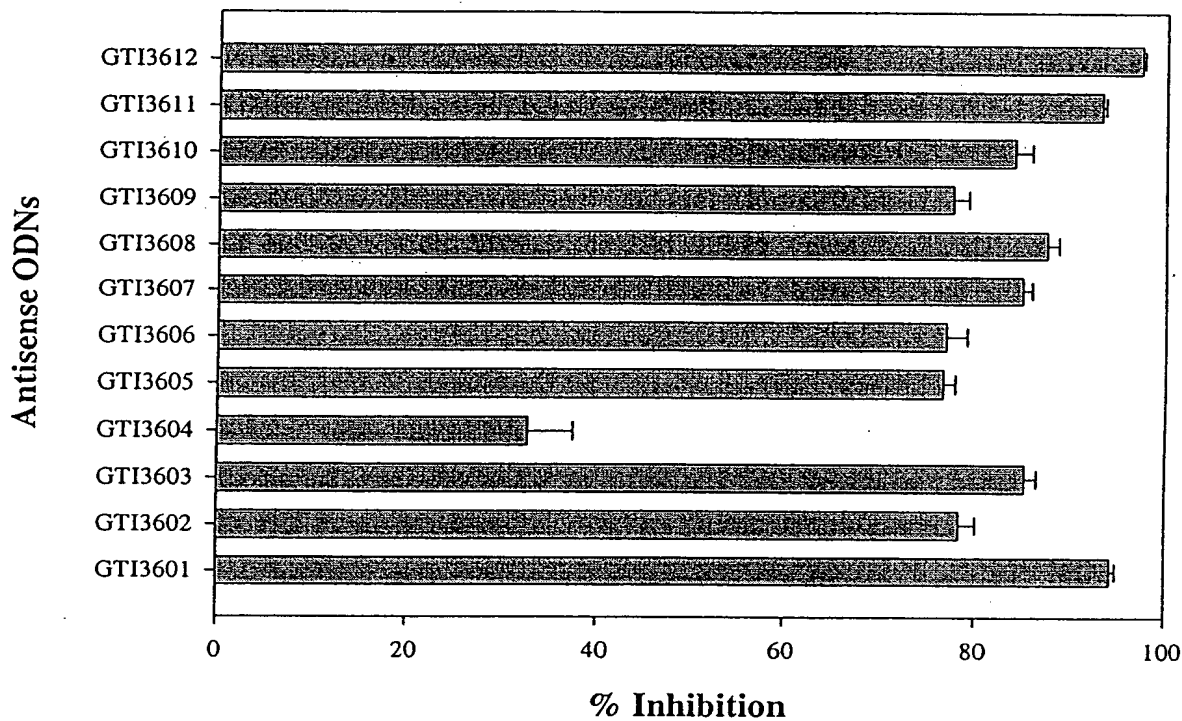 GTI3612
GTI3611
GTI3610
GTI3609
GTI3608
GTI3607
GTI3606
GTI3605
GTI3604
GTI3603
GTI3602
GTI3601
Antisense ODNs
0 20 40 60 80 100
% Inhibition